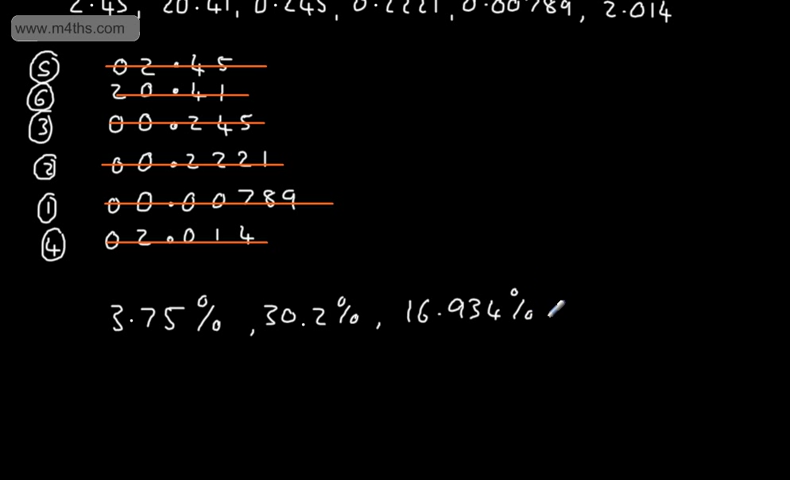 2.45, 20.41, 0.245, 0.2221, 0.00789, 2.014
www.m4ths.com
5 02.45
6 20.41
3 00.245
2 00.2221
1 00.00789
4 02.014
3.75%, 30.2%, 16.934%